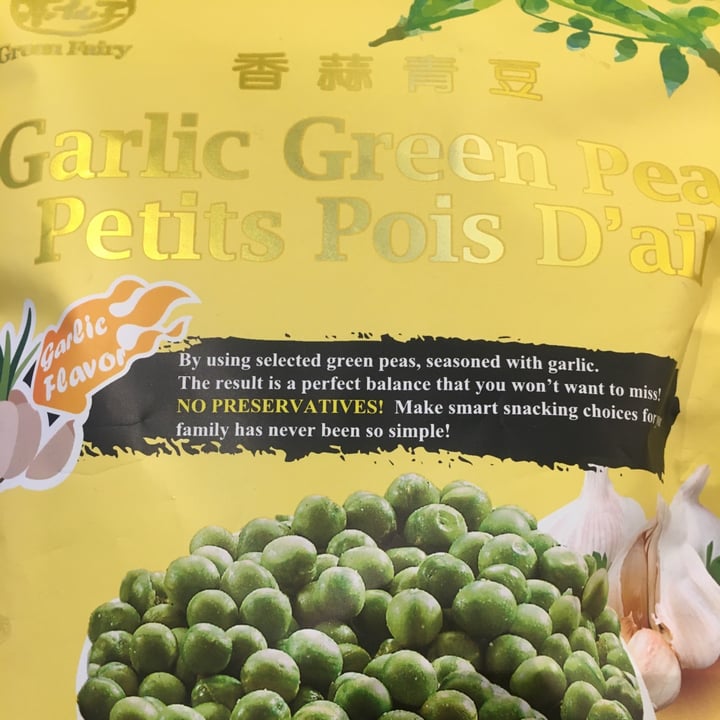 Green Fairy
香蒜青豆
Garlic Green Pea
Petits Pois D'ail
Garlic
Flavor
By using selected green peas, seasoned with garlic.
The result is a perfect balance that you won't want to miss!
NO PRESERVATIVES! Make smart snacking choices for
family has never been so simple!